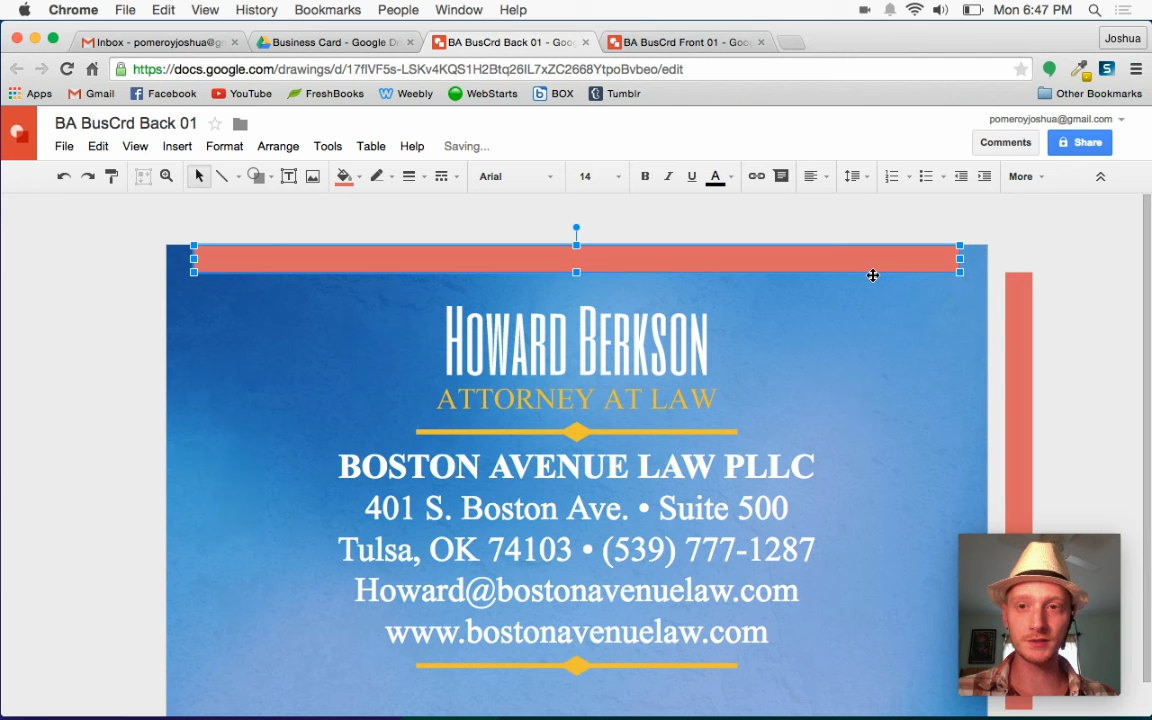 Chrome File Edit View History Bookmarks People Window Help Mon 6:47 PM
Inbox - pomeroyjoshua@g Business Card - Google Dr BA BusCrd Back 01 - Goog BA BusCrd Front 01 - Goo Joshua
https://docs.google.com/drawings/d/17flVF5s-LSKv4KQS1H2Btq26IL7xZC2668YtpoBvbeo/edit
Apps Gmail Facebook YouTube FreshBooks Weebly WebStarts BOX Tumblr Other Bookmarks
BA BusCrd Back 01 pomeroyjoshua@gmail.com
File Edit View Insert Format Arrange Tools Table Help Saving... Comments Share
Arial 14 B I U A More
HOWARD BERKSON
ATTORNEY AT LAW
BOSTON AVENUE LAW PLLC
401 S. Boston Ave. • Suite 500
Tulsa, OK 74103 • (539) 777-1287
Howard@bostonavenuelaw.com
www.bostonavenuelaw.com